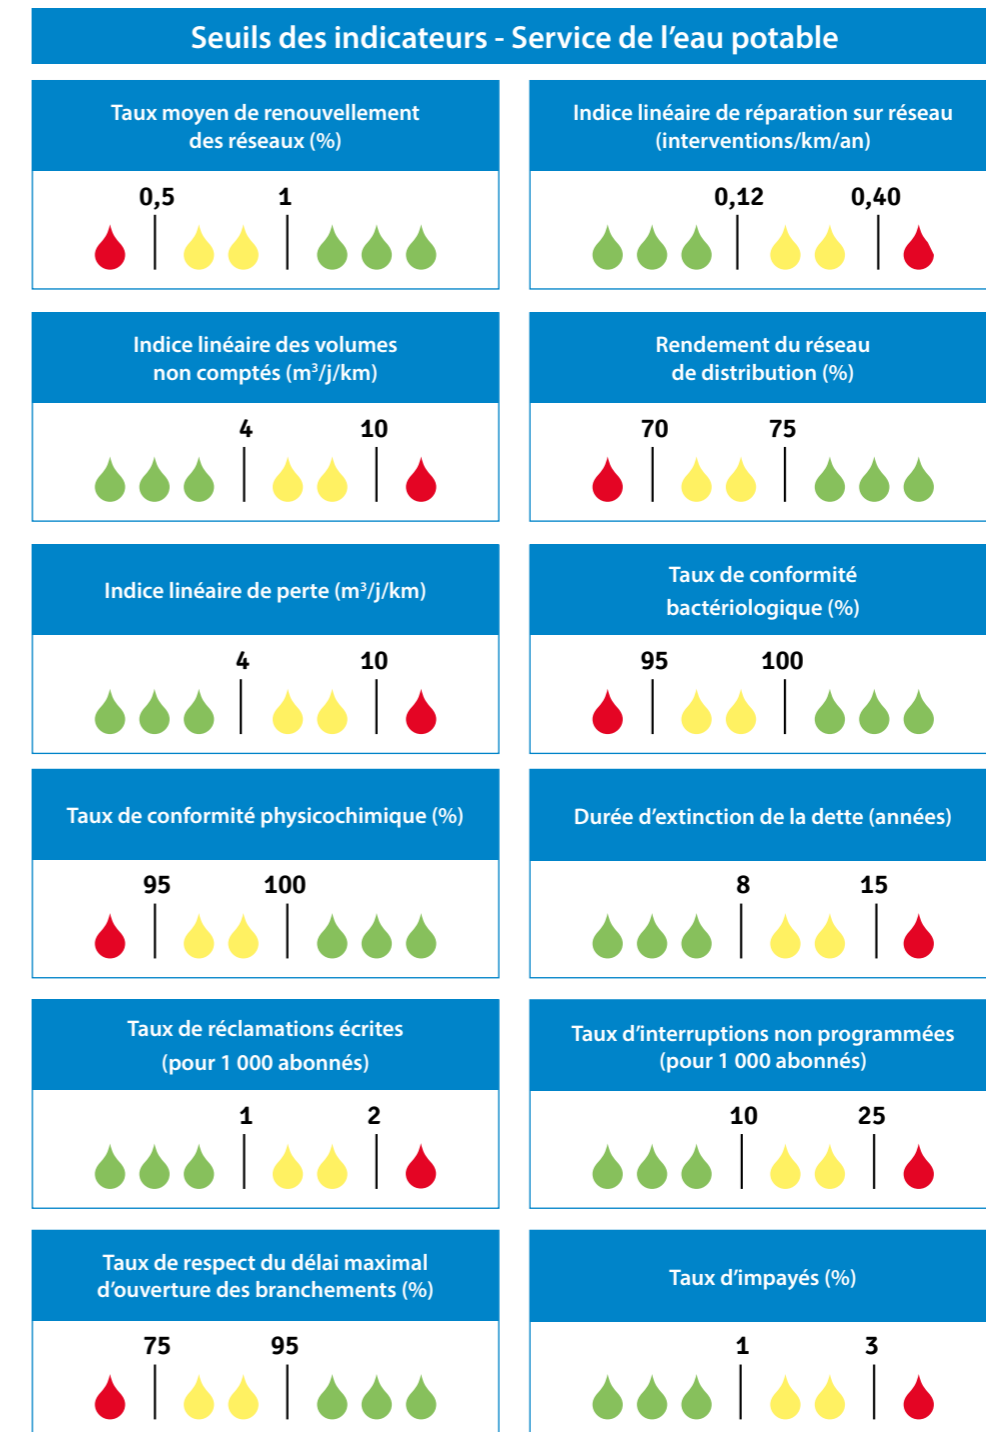 Seuils des indicateurs - Service de l’eau potable
Taux moyen de renouvellement
des réseaux (%)
0,5 1
Indice linéaire de réparation sur réseau
(interventions/km/an)
0,12 0,40
Indice linéaire des volumes
non comptés (m³/j/km)
4 10
Rendement du réseau
de distribution (%)
70 75
Indice linéaire de perte (m³/j/km)
4 10
Taux de conformité
bactériologique (%)
95 100
Taux de conformité physicochimique (%)
95 100
Durée d’extinction de la dette (années)
8 15
Taux de réclamations écrites
(pour 1 000 abonnés)
1 2
Taux d’interruptions non programmées
(pour 1 000 abonnés)
10 25
Taux de respect du délai maximal
d’ouverture des branchements (%)
75 95
Taux d’impayés (%)
1 3